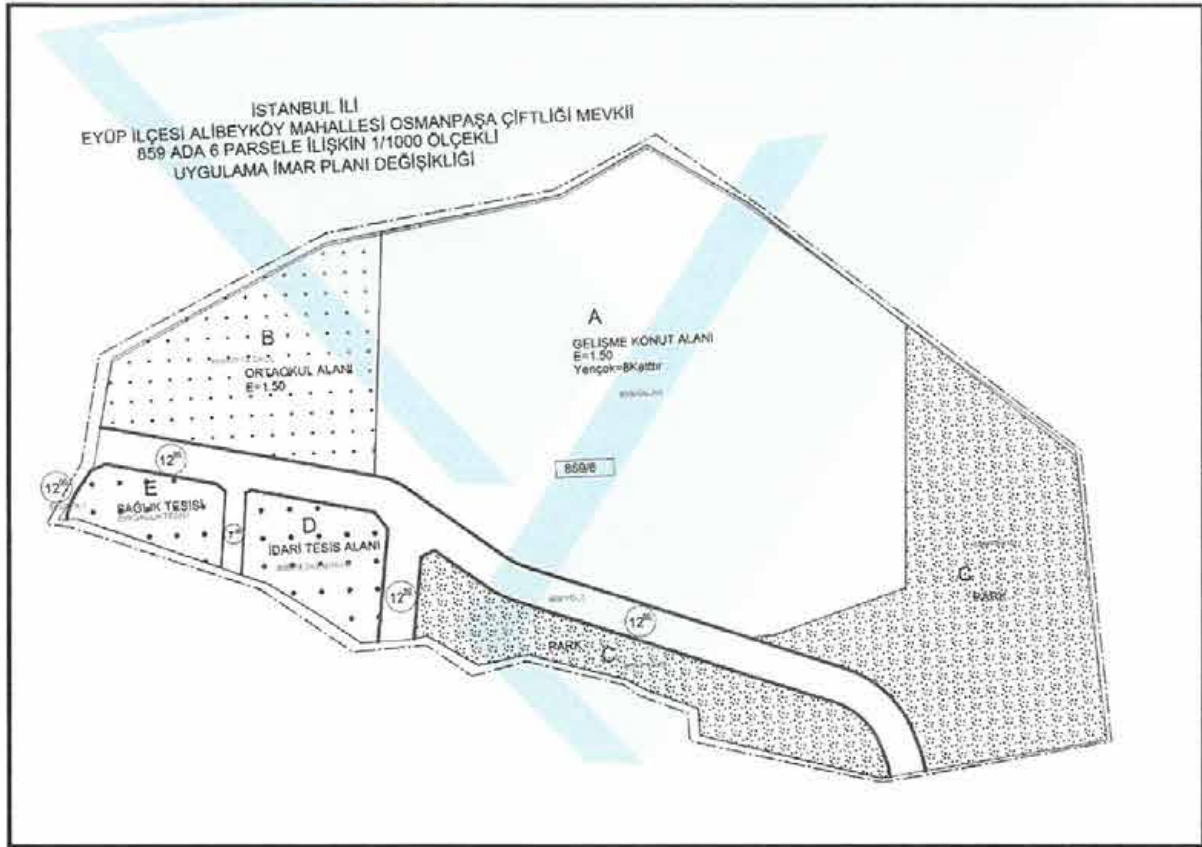 İSTANBUL İLİ
EYÜP İLÇESİ ALİBEYKÖY MAHALLESİ OSMANPAŞA ÇİFTLİĞİ MEVKİİ
859 ADA 6 PARSELE İLİŞKİN 1/1000 ÖLÇEKLİ
UYGULAMA İMAR PLANI DEĞİŞİKLİĞİ
A
GELİŞME KONUT ALANI
E=1.50
Yençok=8Kattır
B
ORTAOKUL ALANI
E=1.50
859/6
12
12
E
SAĞLIK TESİSİ
7
D
İDARİ TESİS ALANI
12
12
C
PARK
PARK
C